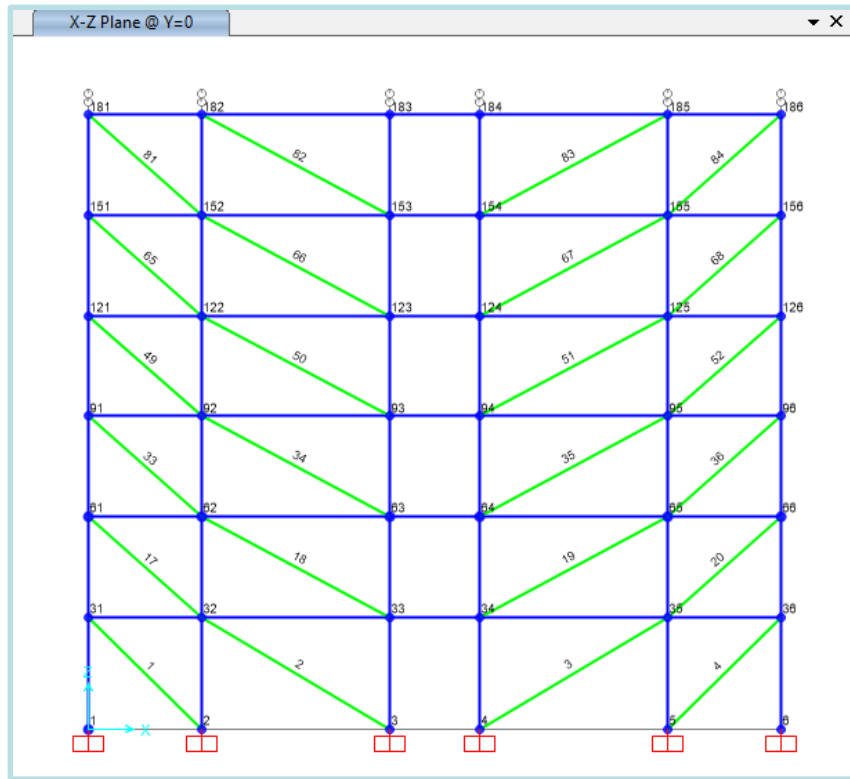 X-Z Plane @ Y=0
181 182 183 184 185 186
81 82 83 84
151 152 153 154 155 156
65 66 67 68
121 122 123 124 125 126
49 50 51 52
91 92 93 94 95 96
33 34 35 36
61 62 63 64 65 66
17 18 19 20
31 32 33 34 35 36
1 2 3 4
Z
1 X 2 3 4 5 6